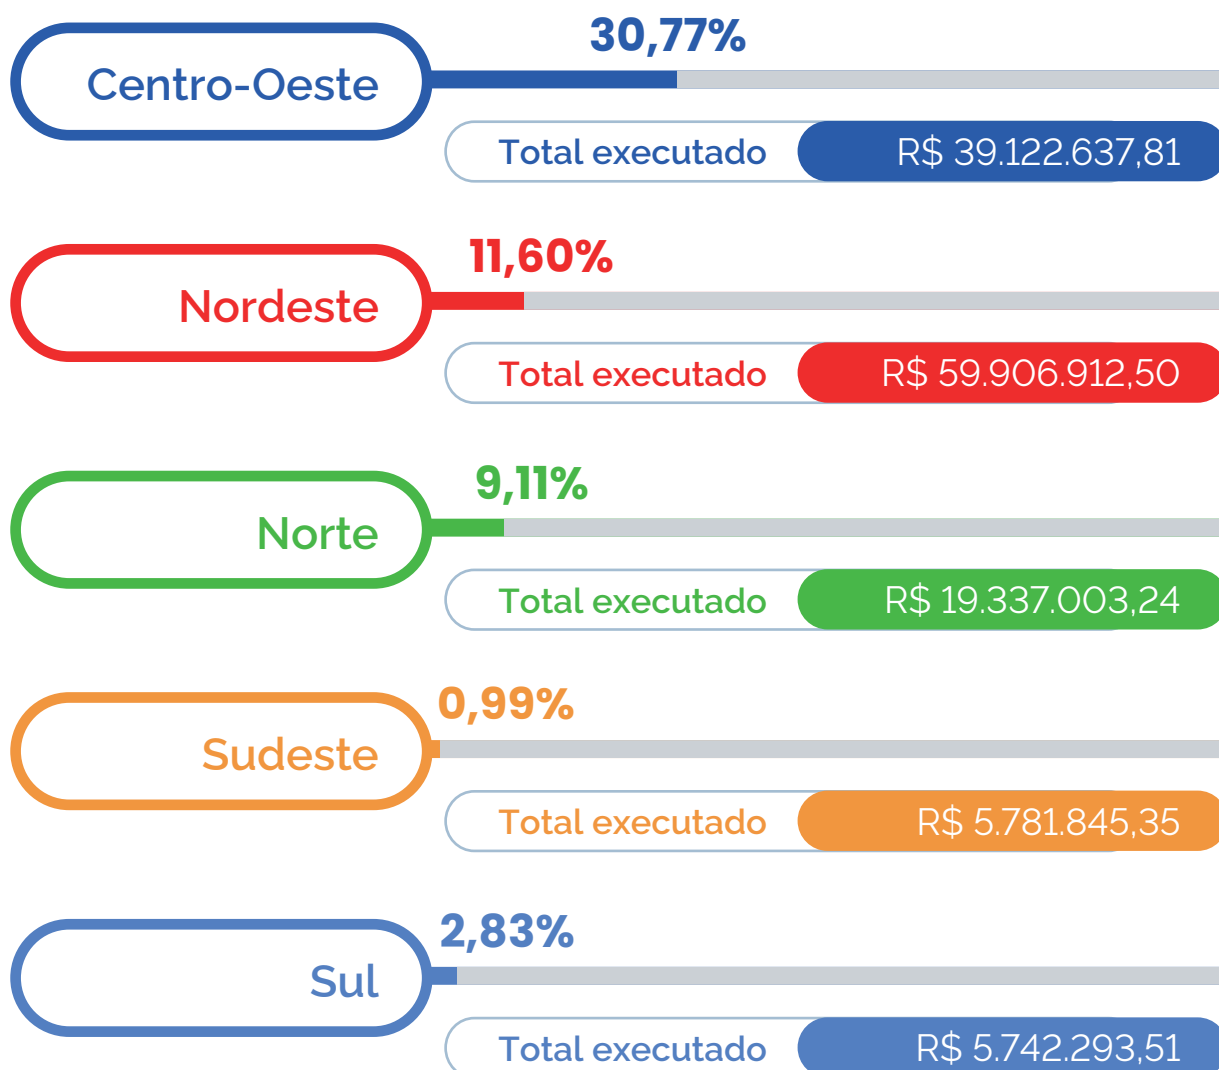 30,77%
Centro-Oeste
Total executado R$ 39.122.637,81
11,60%
Nordeste
Total executado R$ 59.906.912,50
9,11%
Norte
Total executado R$ 19.337.003,24
0,99%
Sudeste
Total executado R$ 5.781.845,35
2,83%
Sul
Total executado R$ 5.742.293,51